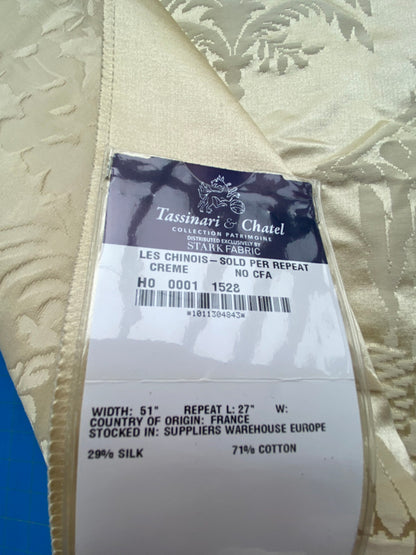 Tassinari & Chatel
COLLECTION PATRIMOINE
DISTRIBUTED EXCLUSIVELY BY
STARK FABRIC
LES CHINOIS-SOLD PER REPEAT
CREME NO CFA
HO 0001 1528
*1011304843*
WIDTH: 51" REPEAT L: 27" W:
COUNTRY OF ORIGIN: FRANCE
STOCKED IN: SUPPLIERS WAREHOUSE EUROPE
29% SILK 71% COTTON